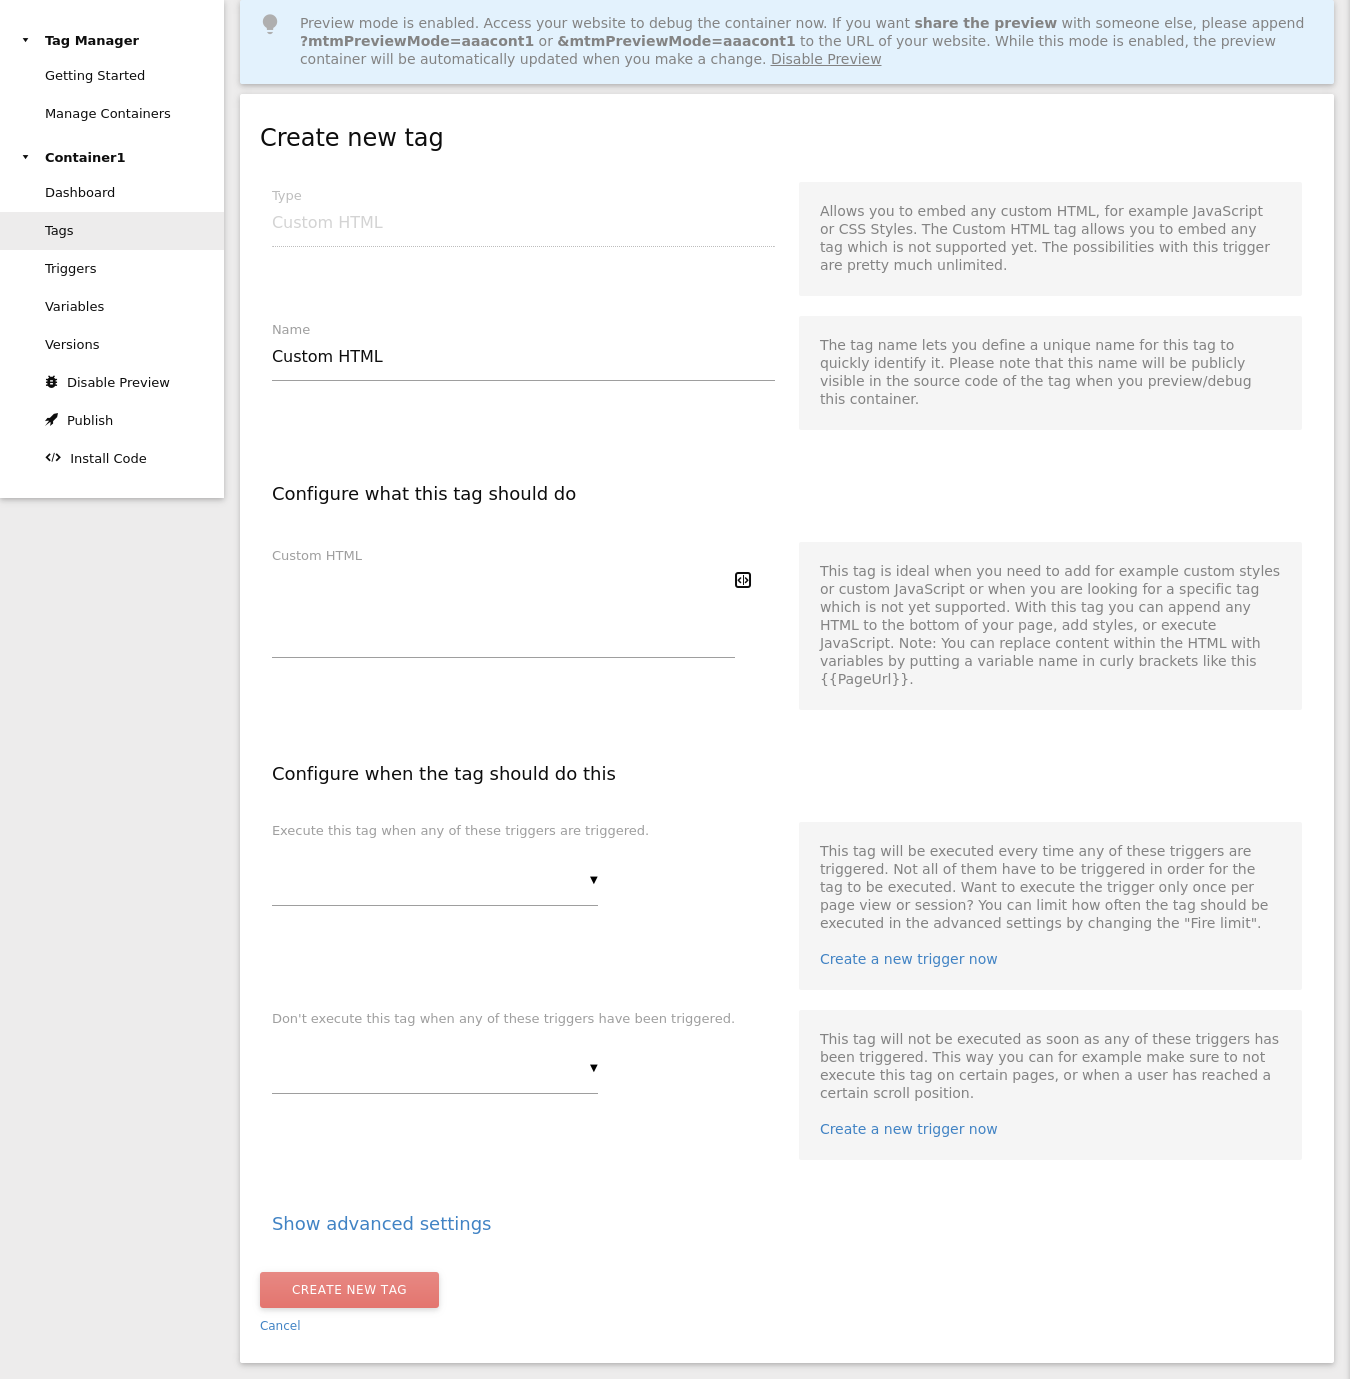 Tag Manager
Getting Started
Manage Containers
Container1
Dashboard
Tags
Triggers
Variables
Versions
Disable Preview
Publish
Install Code
Preview mode is enabled. Access your website to debug the container now. If you want share the preview with someone else, please append
?mtmPreviewMode=aaacont1 or &mtmPreviewMode=aaacont1 to the URL of your website. While this mode is enabled, the preview
container will be automatically updated when you make a change. Disable Preview
Create new tag
Type
Custom HTML
Allows you to embed any custom HTML, for example JavaScript
or CSS Styles. The Custom HTML tag allows you to embed any
tag which is not supported yet. The possibilities with this trigger
are pretty much unlimited.
Name
Custom HTML
The tag name lets you define a unique name for this tag to
quickly identify it. Please note that this name will be publicly
visible in the source code of the tag when you preview/debug
this container.
Configure what this tag should do
Custom HTML
This tag is ideal when you need to add for example custom styles
or custom JavaScript or when you are looking for a specific tag
which is not yet supported. With this tag you can append any
HTML to the bottom of your page, add styles, or execute
JavaScript. Note: You can replace content within the HTML with
variables by putting a variable name in curly brackets like this
{{PageUrl}}.
Configure when the tag should do this
Execute this tag when any of these triggers are triggered.
This tag will be executed every time any of these triggers are
triggered. Not all of them have to be triggered in order for the
tag to be executed. Want to execute the trigger only once per
page view or session? You can limit how often the tag should be
executed in the advanced settings by changing the "Fire limit".
Create a new trigger now
Don't execute this tag when any of these triggers have been triggered.
This tag will not be executed as soon as any of these triggers has
been triggered. This way you can for example make sure to not
execute this tag on certain pages, or when a user has reached a
certain scroll position.
Create a new trigger now
Show advanced settings
CREATE NEW TAG
Cancel